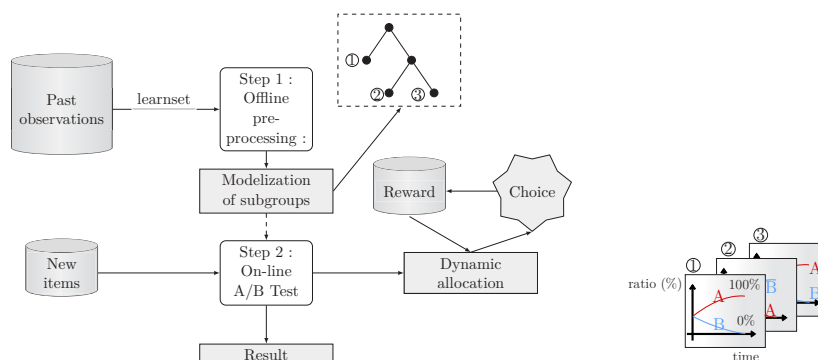 Past
observations
learnset
Step 1 :
Offline
pre-
processing :
①
②
③
Modelization
of subgroups
Reward
Choice
New
items
Step 2 :
On-line
A/B Test
Dynamic
allocation
Result
③
②
①
ratio (%)
100%
A
B
0%
B
A
A
B
time